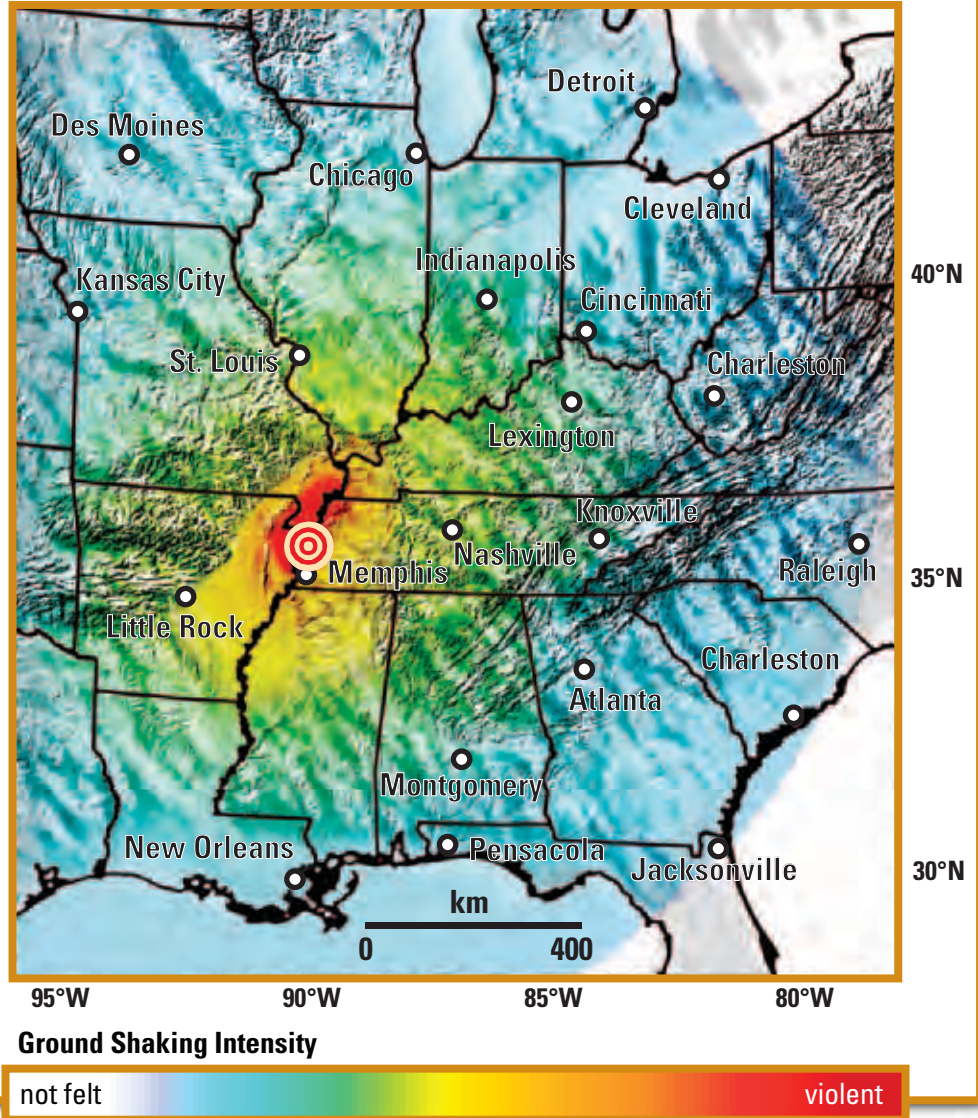 Detroit
Des Moines
Chicago
Cleveland
Indianapolis
40°N
Kansas City
Cincinnati
St. Louis
Charleston
Lexington
Knoxville
Nashville
Memphis
Raleigh
35°N
Little Rock
Charleston
Atlanta
Montgomery
New Orleans
Pensacola
Jacksonville
30°N
km
0 400
95°W 90°W 85°W 80°W
Ground Shaking Intensity
not felt violent